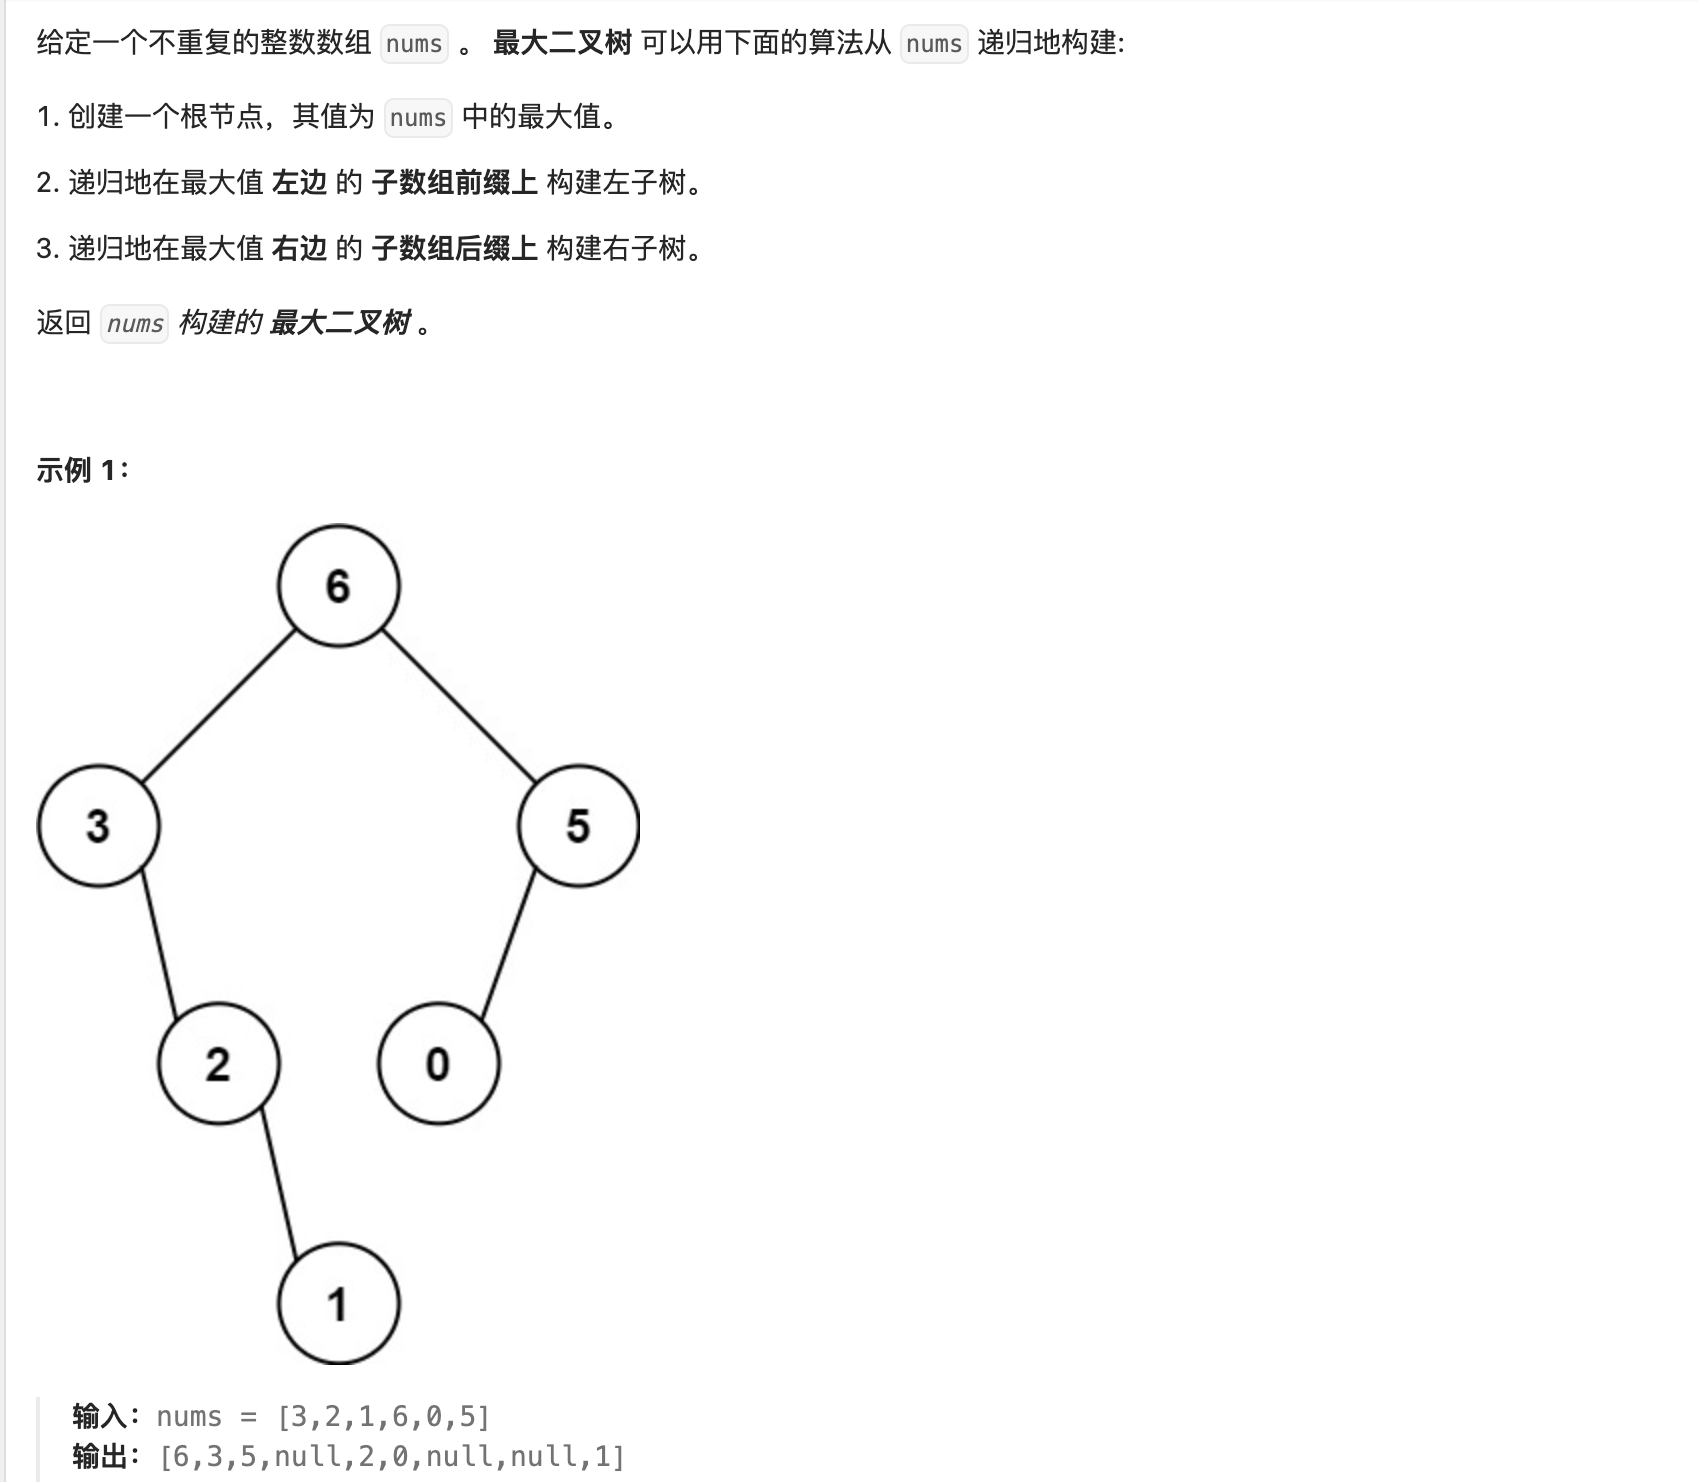 给定一个不重复的整数数组 nums 。 最大二叉树 可以用下面的算法从 nums 递归地构建:
1. 创建一个根节点，其值为 nums 中的最大值。
2. 递归地在最大值 左边 的 子数组前缀上 构建左子树。
3. 递归地在最大值 右边 的 子数组后缀上 构建右子树。
返回 nums 构建的 最大二叉树 。
示例 1：
6
3
5
2
0
1
输入：nums = [3,2,1,6,0,5]
输出：[6,3,5,null,2,0,null,null,1]